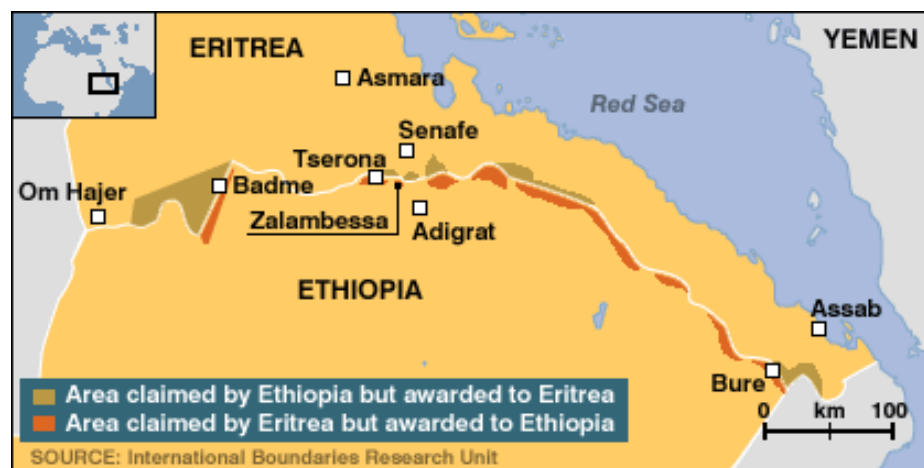 ERITREA
YEMEN
Asmara
Red Sea
Senafe
Tserona
Badme
Om Hajer
Zalambessa
Adigrat
ETHIOPIA
Assab
Bure
0 km 100
Area claimed by Ethiopia but awarded to Eritrea
Area claimed by Eritrea but awarded to Ethiopia
SOURCE: International Boundaries Research Unit